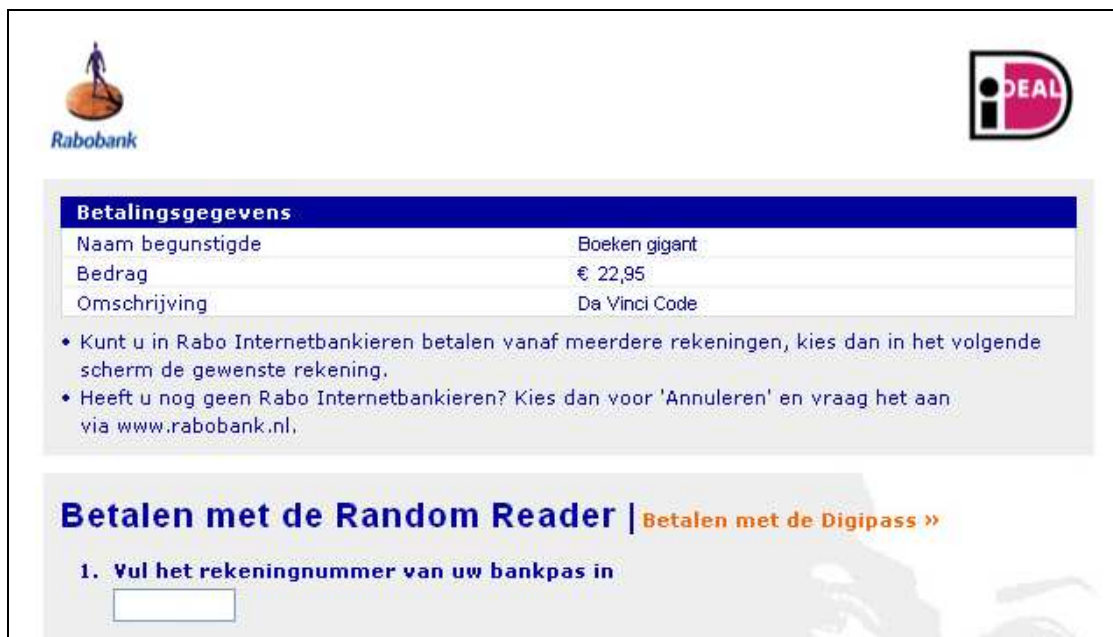 Rabobank
iDEAL
Betalingsgegevens
Naam begunstigde Boeken gigant
Bedrag € 22,95
Omschrijving Da Vinci Code
• Kunt u in Rabo Internetbankieren betalen vanaf meerdere rekeningen, kies dan in het volgende
scherm de gewenste rekening.
• Heeft u nog geen Rabo Internetbankieren? Kies dan voor 'Annuleren' en vraag het aan
via www.rabobank.nl.
Betalen met de Random Reader | Betalen met de Digipass »
1. Vul het rekeningnummer van uw bankpas in